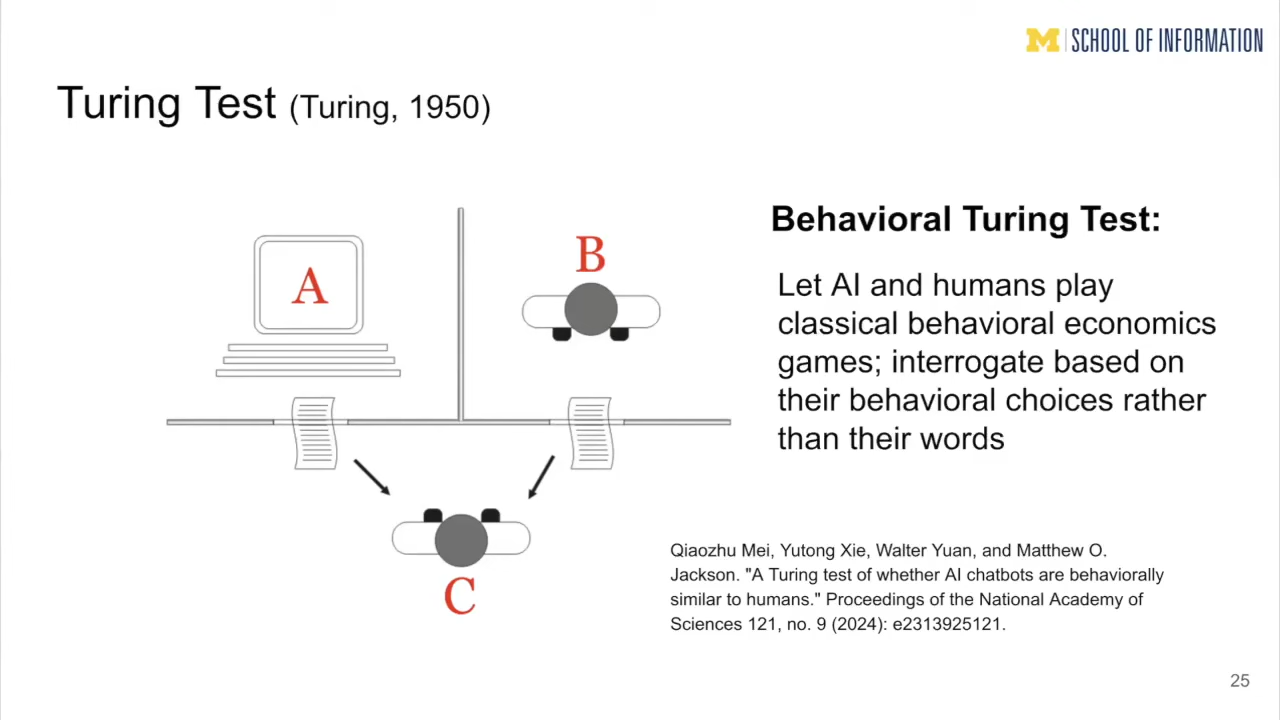 M SCHOOL OF INFORMATION
Turing Test (Turing, 1950)
A
B
C
Behavioral Turing Test:
Let AI and humans play
classical behavioral economics
games; interrogate based on
their behavioral choices rather
than their words
Qiaozhu Mei, Yutong Xie, Walter Yuan, and Matthew O.
Jackson. "A Turing test of whether AI chatbots are behaviorally
similar to humans." Proceedings of the National Academy of
Sciences 121, no. 9 (2024): e2313925121.
25